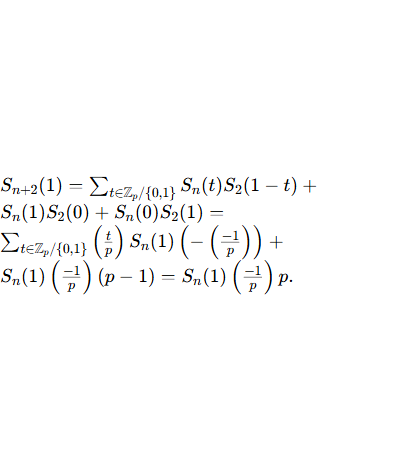 $S_{n+2}(1) = \sum_{t \in \mathbb{Z}_p/\{0,1\}} S_n(t)S_2(1-t) +$
$S_n(1)S_2(0) + S_n(0)S_2(1) =$
$\sum_{t \in \mathbb{Z}_p/\{0,1\}} \left(\frac{t}{p}\right) S_n(1) \left(-\left(\frac{-1}{p}\right)\right) +$
$S_n(1) \left(\frac{-1}{p}\right) (p-1) = S_n(1) \left(\frac{-1}{p}\right) p.$